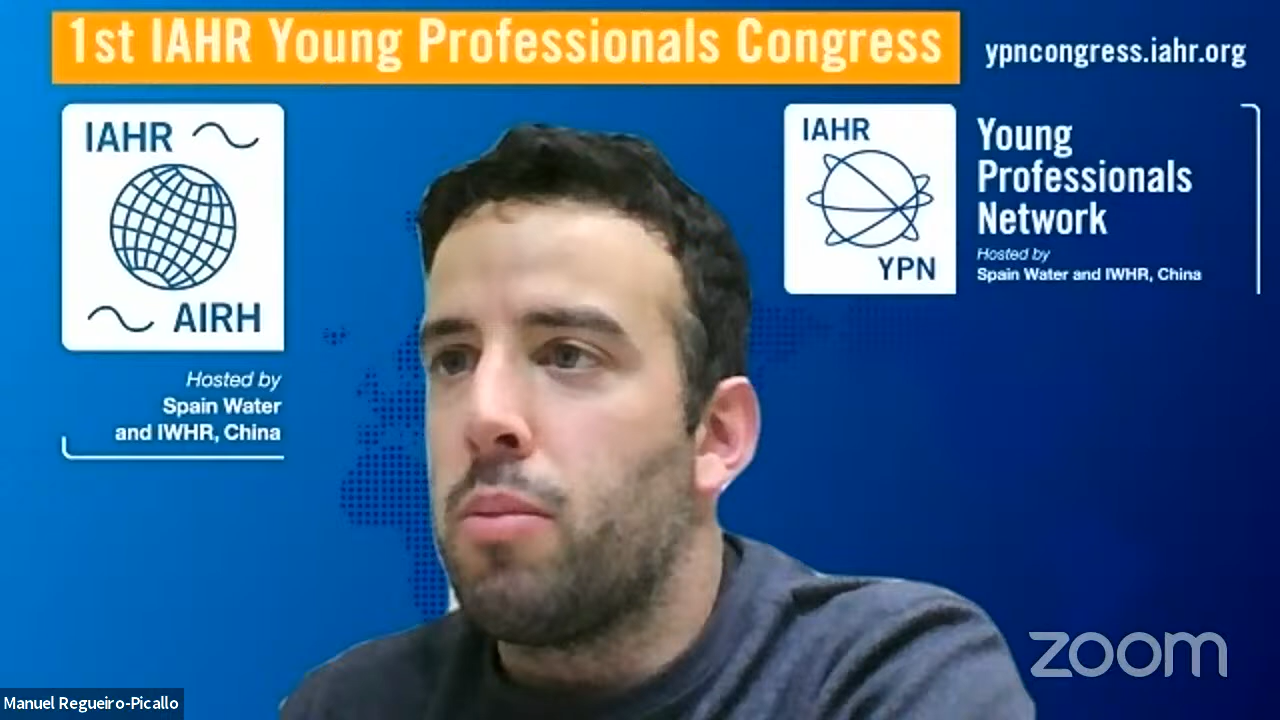 1st IAHR Young Professionals Congress
ypncongress.iahr.org
IAHR
AIRH
Hosted by
Spain Water
and IWHR, China
IAHR
YPN
Young
Professionals
Network
Hosted by
Spain Water and IWHR, China
zoom
Manuel Regueiro-Picallo